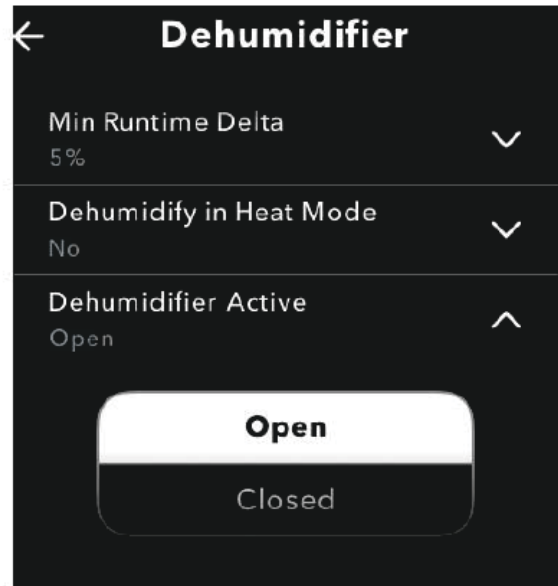 Dehumidifier
Min Runtime Delta
5%
Dehumidify in Heat Mode
No
Dehumidifier Active
Open
Open
Closed